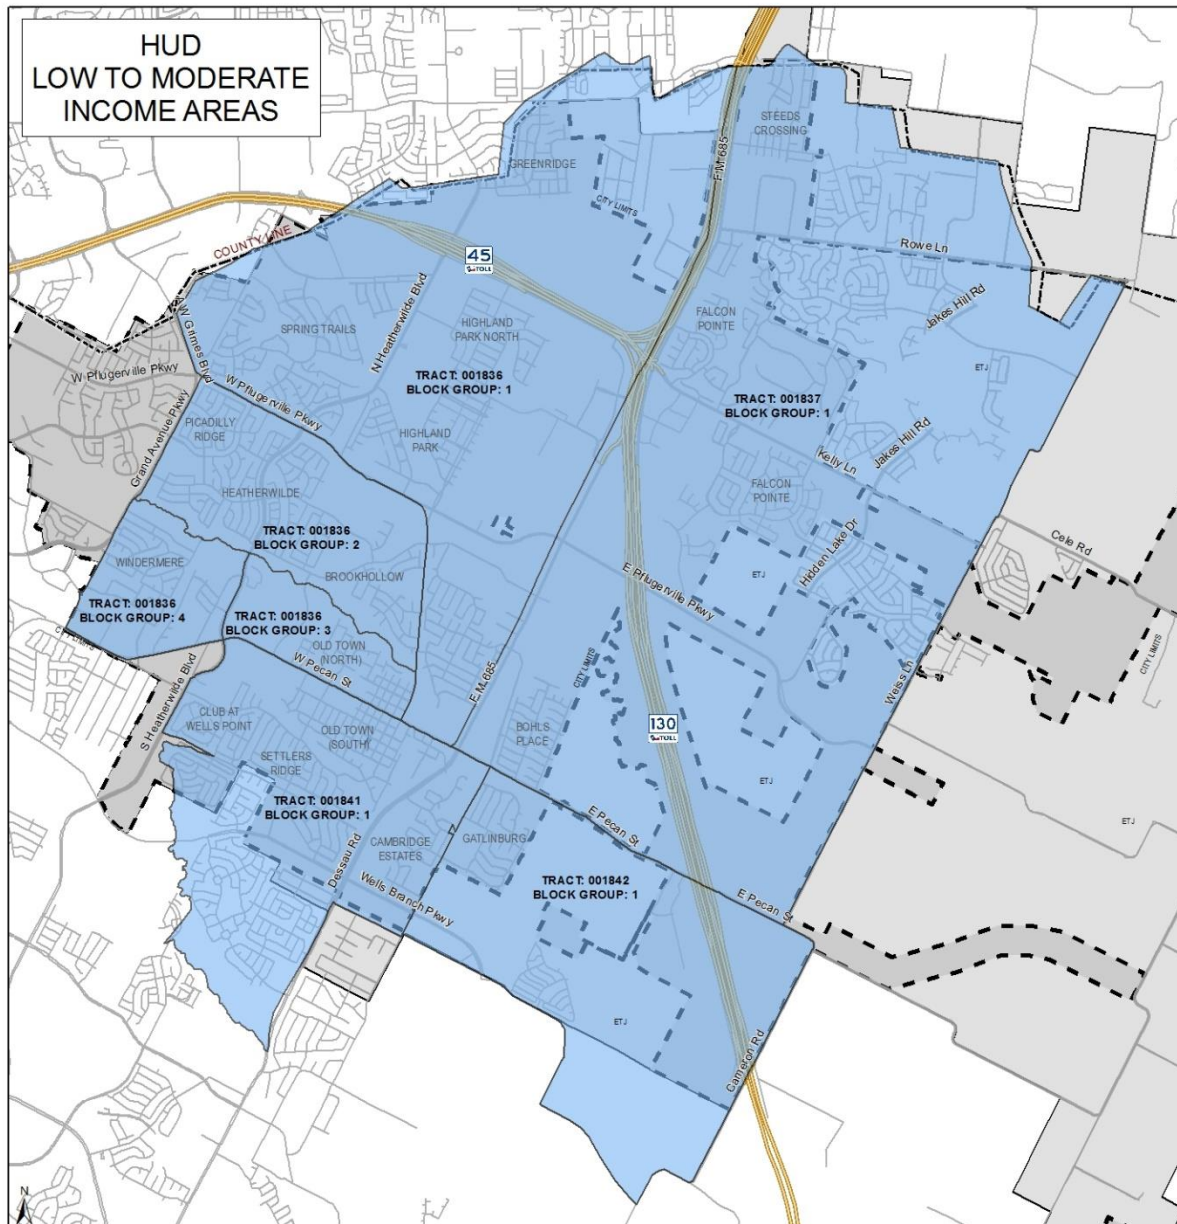 HUD
LOW TO MODERATE
INCOME AREAS
STEEDS
CROSSING
GREENRIDGE
F.M. 685
CITY LIMITS
COUNTY LINE
Rowe Ln
45
TOLL
N Heatherwilde Blvd
Jakes Hill Rd
A W Grimes Blvd
SPRING TRAILS
HIGHLAND
PARK NORTH
FALCON
POINTE
W Pflugerville Pkwy
W Pflugerville Pkwy
TRACT: 001836
BLOCK GROUP: 1
ETJ
TRACT: 001837
BLOCK GROUP: 1
Grand Avenue Pkwy
PICADILLY
RIDGE
HIGHLAND
PARK
Jakes Hill Rd
Kelly Ln
HEATHERWILDE
FALCON
POINTE
TRACT: 001836
BLOCK GROUP: 2
Cele Rd
WINDERMERE
BROOKHOLLOW
Hidden Lake Dr
ETJ
E Pflugerville Pkwy
TRACT: 001836
BLOCK GROUP: 4
TRACT: 001836
BLOCK GROUP: 3
OLD TOWN
(NORTH)
CITY LIMITS
W Pecan St
F.M. 685
CITY LIMITS
Weiss Ln
S Heatherwilde Blvd
CLUB AT
WELLS POINT
OLD TOWN
(SOUTH)
BOHLS
PLACE
130
TOLL
SETTLERS
RIDGE
ETJ
TRACT: 001841
BLOCK GROUP: 1
E Pecan St
ETJ
CAMBRIDGE
ESTATES
GATLINBURG
Dessau Rd
Wells Branch Pkwy
TRACT: 001842
BLOCK GROUP: 1
E Pecan St
ETJ
Cameron Rd
N